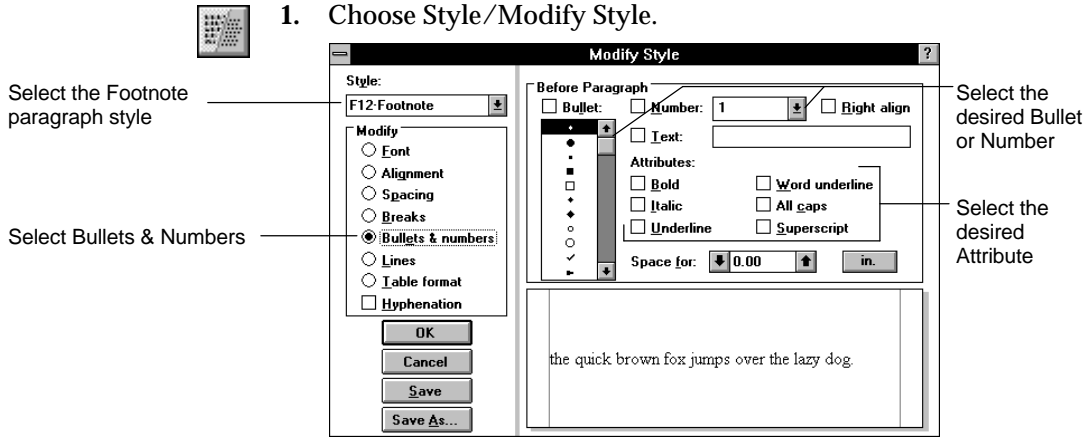 1. Choose Style/Modify Style.
Modify Style
?
Select the Footnote
paragraph style
Style:
F12·Footnote
Modify
Font
Alignment
Spacing
Breaks
Select Bullets & Numbers
Bullets & numbers
Lines
Table format
Hyphenation
OK
Cancel
Save
Save As...
Before Paragraph
Bullet:
Number: 1
Right align
Text:
Attributes:
Bold
Word underline
Italic
All caps
Underline
Superscript
Space for: 0.00 in.
the quick brown fox jumps over the lazy dog.
Select the
desired Bullet
or Number
Select the
desired
Attribute